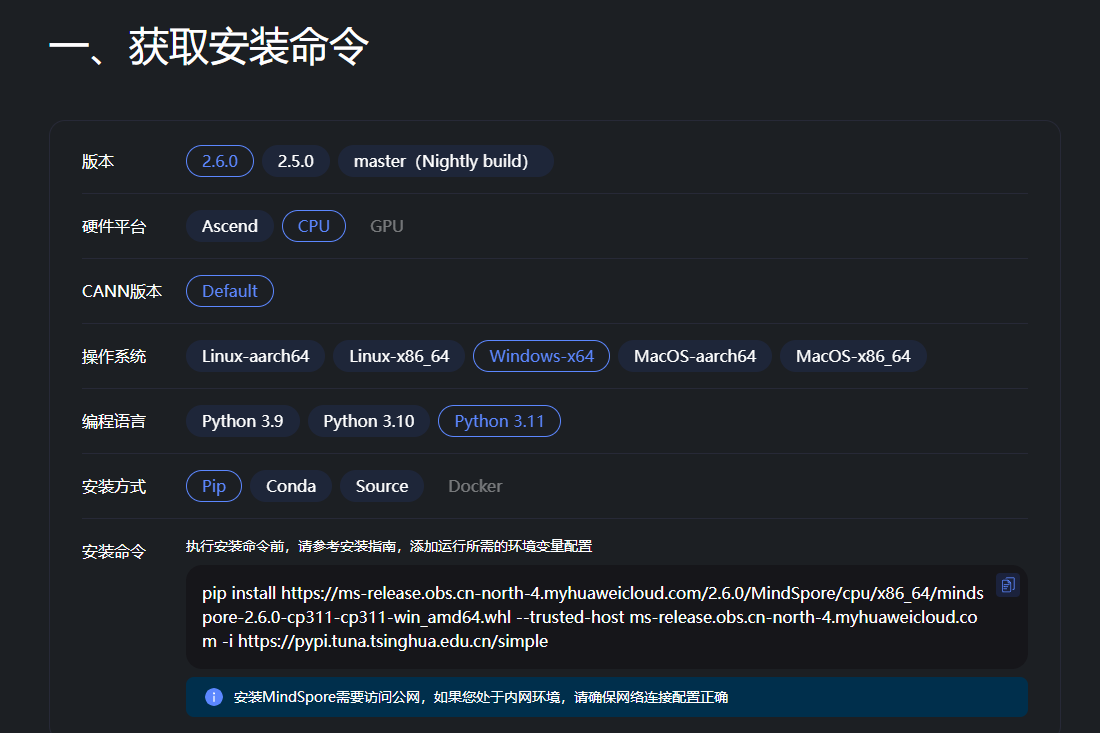 一、获取安装命令
版本 2.6.0 2.5.0 master（Nightly build）
硬件平台 Ascend CPU GPU
CANN版本 Default
操作系统 Linux-aarch64 Linux-x86_64 Windows-x64 MacOS-aarch64 MacOS-x86_64
编程语言 Python 3.9 Python 3.10 Python 3.11
安装方式 Pip Conda Source Docker
安装命令 执行安装命令前，请参考安装指南，添加运行所需的环境变量配置
pip install https://ms-release.obs.cn-north-4.myhuaweicloud.com/2.6.0/MindSpore/cpu/x86_64/minds
pore-2.6.0-cp311-cp311-win_amd64.whl --trusted-host ms-release.obs.cn-north-4.myhuaweicloud.co
m -i https://pypi.tuna.tsinghua.edu.cn/simple
安装MindSpore需要访问公网，如果您处于内网环境，请确保网络连接配置正确